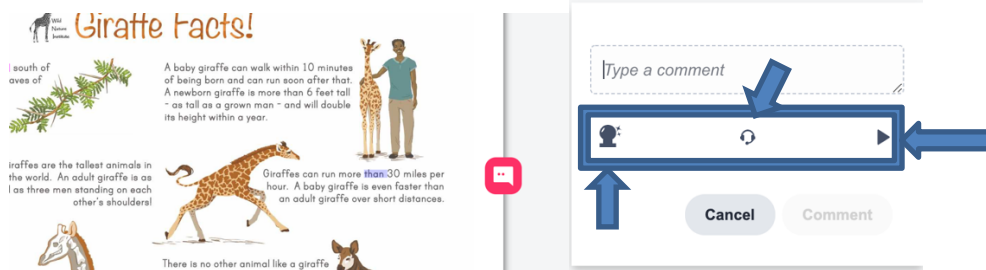 Wild
Nature
Institute
Giraffe Facts!
south of
aves of
A baby giraffe can walk within 10 minutes
of being born and can run soon after that.
A newborn giraffe is more than 6 feet tall
- as tall as a grown man - and will double
its height within a year.
iraffes are the tallest animals in
the world. An adult giraffe is as
as three men standing on each
other's shoulders!
Giraffes can run more than 30 miles per
hour. A baby giraffe is even faster than
an adult giraffe over short distances.
There is no other animal like a giraffe
Type a comment
Cancel
Comment